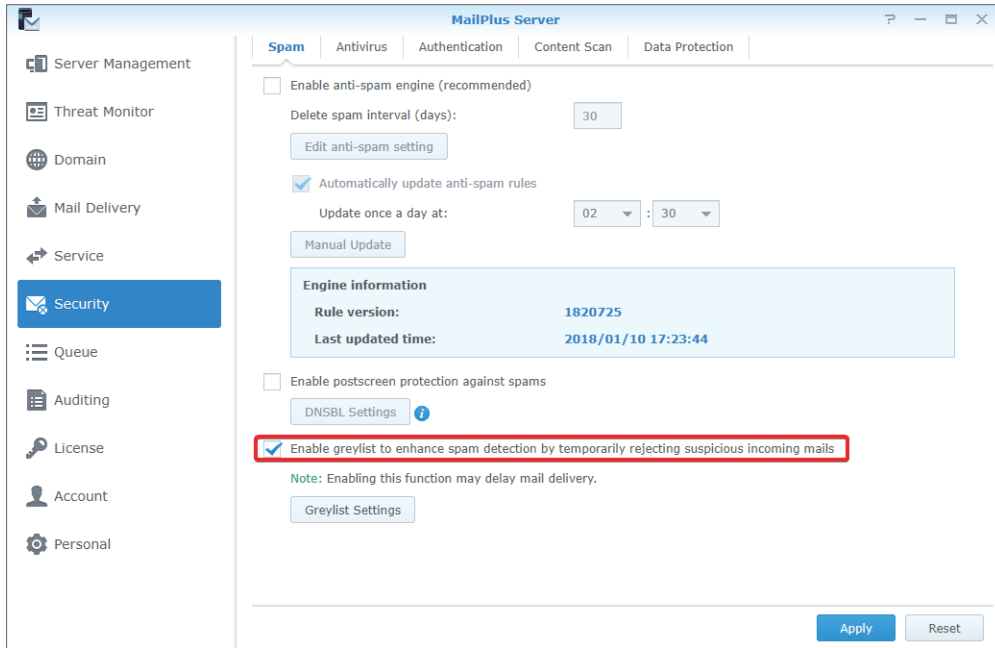 MailPlus Server
Server Management
Threat Monitor
Domain
Mail Delivery
Service
Security
Queue
Auditing
License
Account
Personal
Spam Antivirus Authentication Content Scan Data Protection
Enable anti-spam engine (recommended)
Delete spam interval (days): 30
Edit anti-spam setting
Automatically update anti-spam rules
Update once a day at: 02 : 30
Manual Update
Engine information
Rule version: 1820725
Last updated time: 2018/01/10 17:23:44
Enable postscreen protection against spams
DNSBL Settings i
Enable greylist to enhance spam detection by temporarily rejecting suspicious incoming mails
Note: Enabling this function may delay mail delivery.
Greylist Settings
Apply Reset